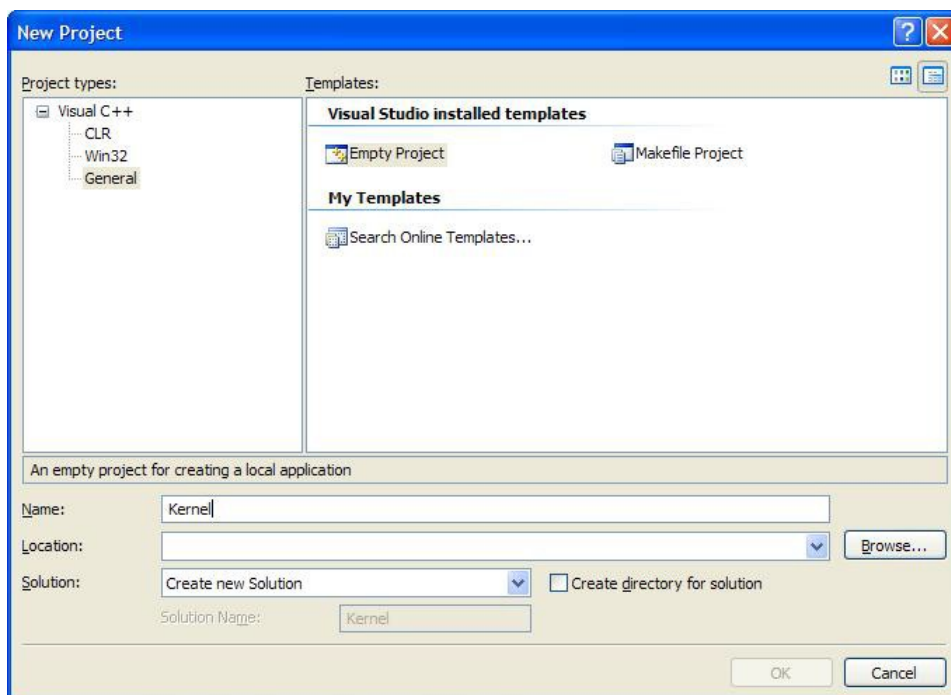 New Project
Project types:
Templates:
Visual C++
CLR
Win32
General
Visual Studio installed templates
Empty Project
Makefile Project
My Templates
Search Online Templates...
An empty project for creating a local application
Name:
Kernel
Location:
Browse...
Solution:
Create new Solution
Create directory for solution
Solution Name:
Kernel
OK
Cancel